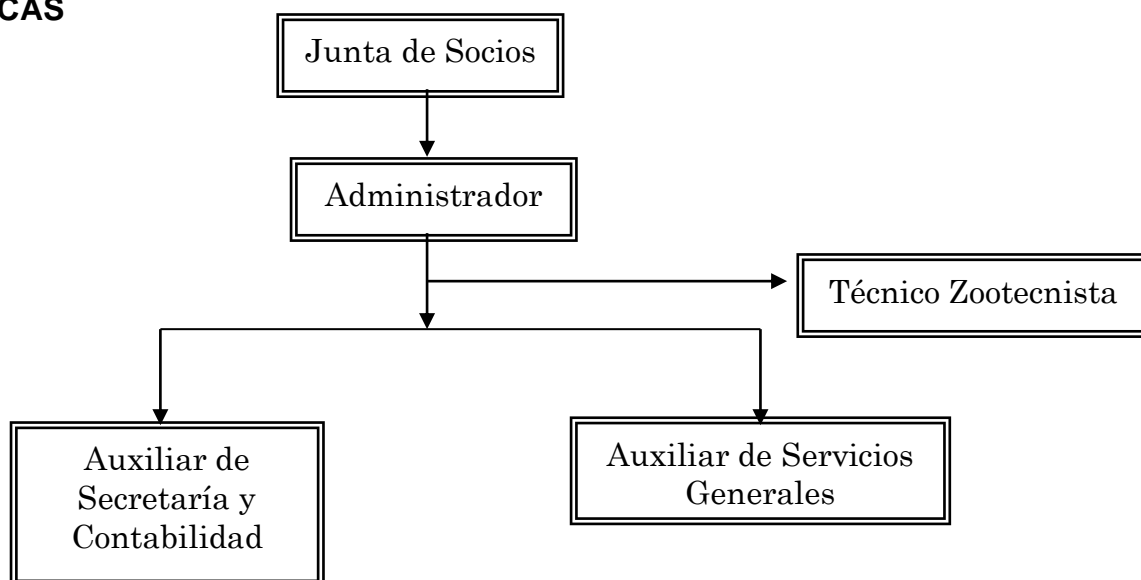 CAS
Junta de Socios
Administrador
Técnico Zootecnista
Auxiliar de
Secretaría y
Contabilidad
Auxiliar de Servicios
Generales